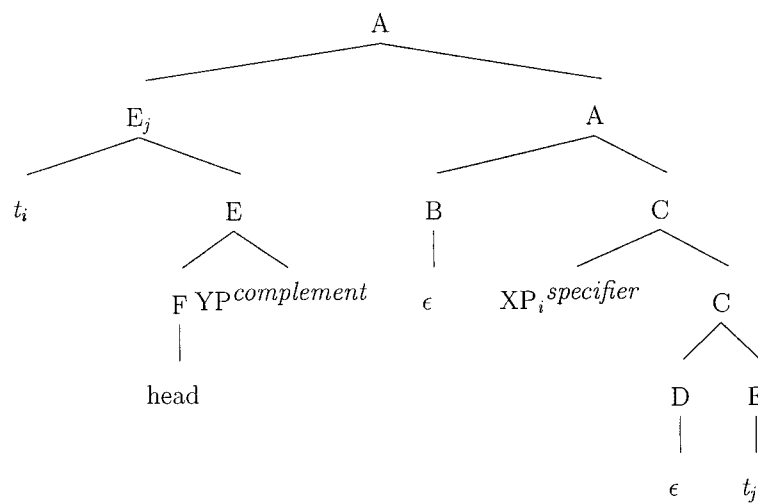 A
E_j A
t_i E B C
F YP^complement ϵ XP_i^specifier C
head D E
ϵ t_j